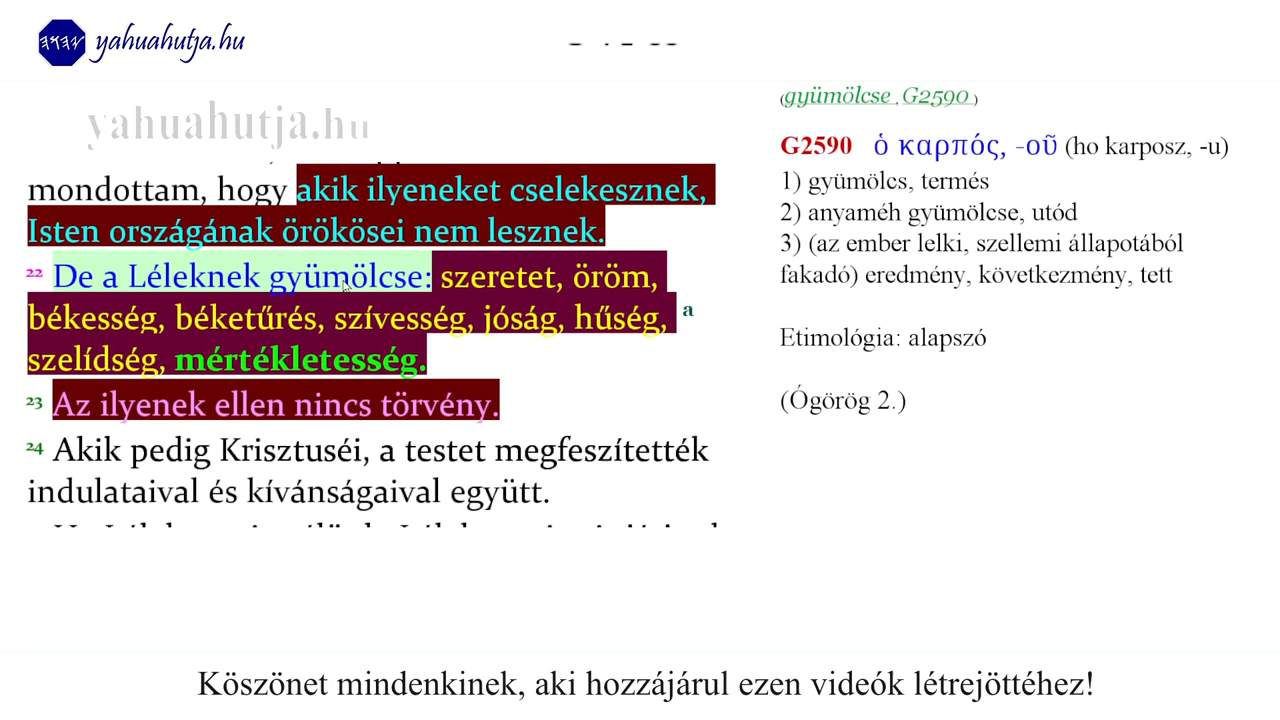 yahuahutja.hu
yahuahutja.hu
mondottam, hogy akik ilyeneket cselekesznek,
Isten országának örökösei nem lesznek.
22 De a Léleknek gyümölcse: szeretet, öröm,
békesség, béketűrés, szívesség, jóság, hűség, a
szelídség, mértékletesség.
23 Az ilyenek ellen nincs törvény.
24 Akik pedig Krisztuséi, a testet megfeszítették
indulataival és kívánságaival együtt.
(gyümölcse , G2590 )
G2590 ὁ καρπός, -οῦ (ho karposz, -u)
1) gyümölcs, termés
2) anyaméh gyümölcse, utód
3) (az ember lelki, szellemi állapotából
fakadó) eredmény, következmény, tett
Etimológia: alapszó
(Ógörög 2.)
Köszönet mindenkinek, aki hozzájárul ezen videók létrejöttéhez!